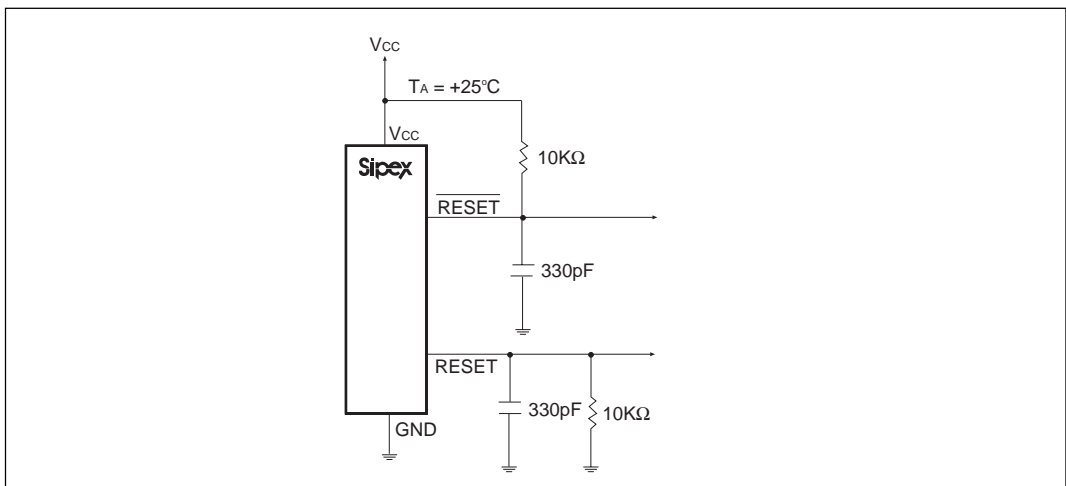 Vcc
TA = +25°C
Vcc
Sipex
10KΩ
RESET
330pF
RESET
330pF
10KΩ
GND